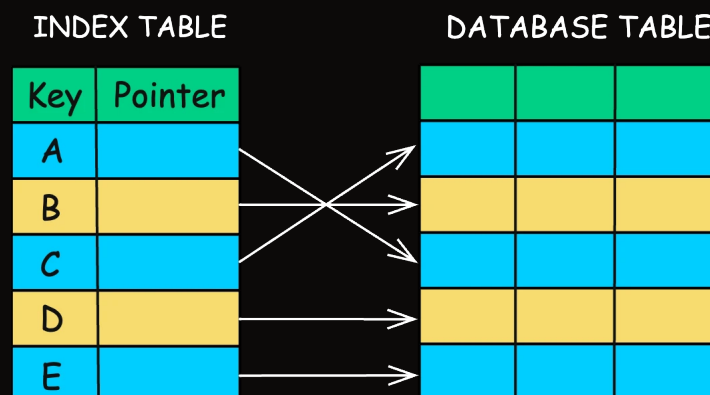 INDEX TABLE
DATABASE TABLE
Key Pointer
A
B
C
D
E